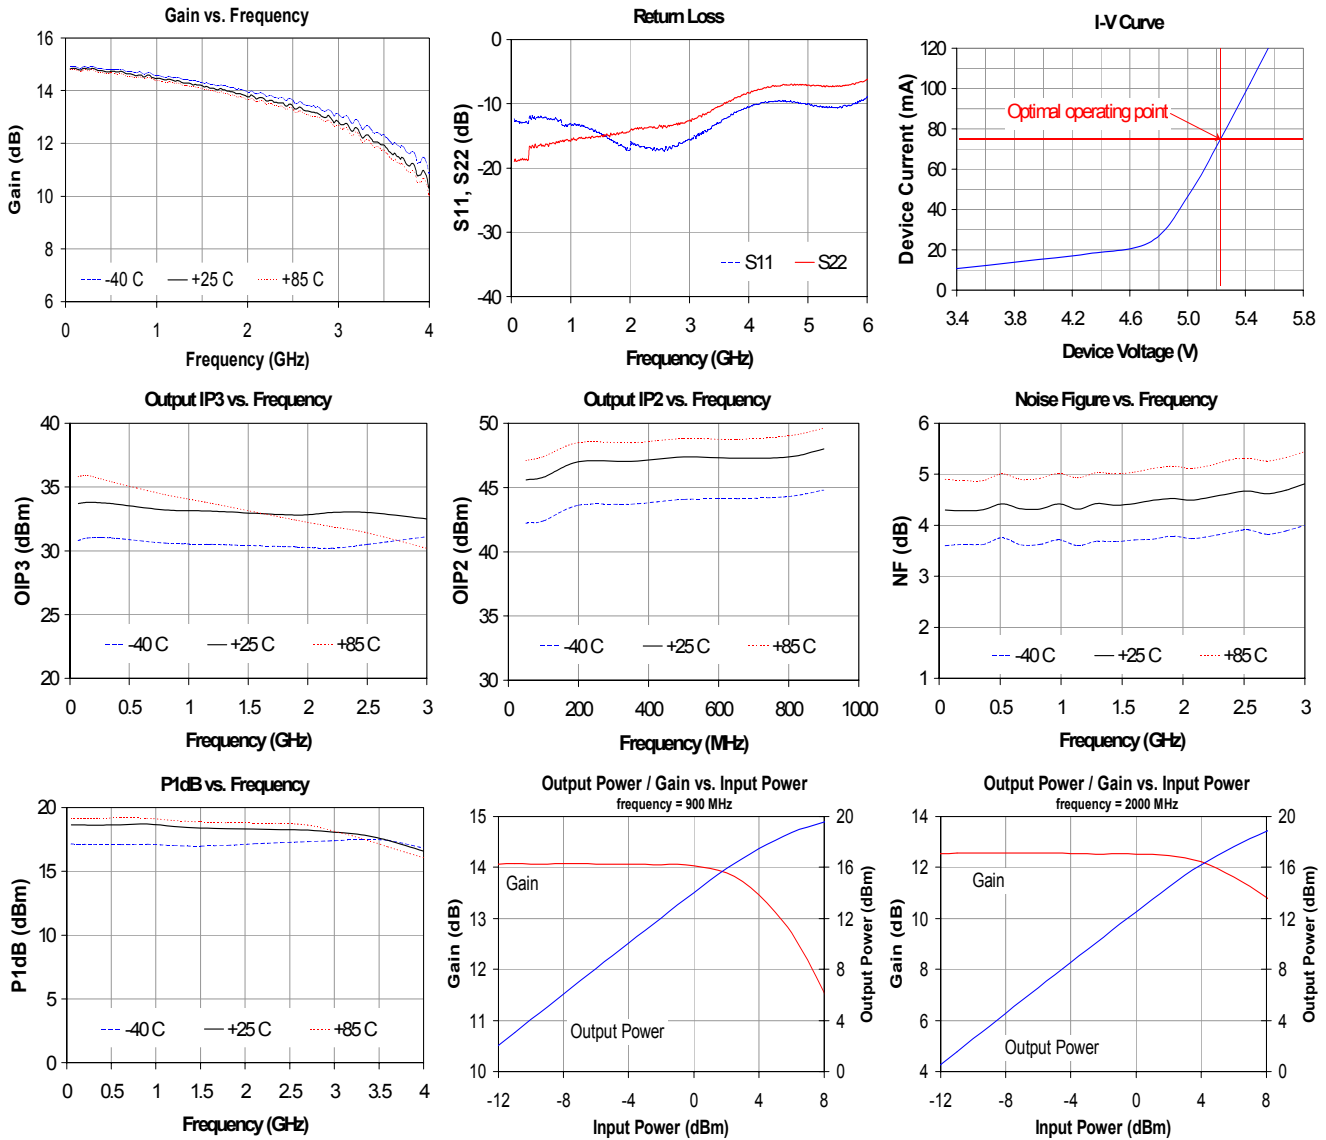 Gain vs. Frequency
Gain (dB)
16
14
12
10
8
6
-40 C
+25 C
+85 C
0 1 2 3 4
Frequency (GHz)
Return Loss
S11, S22 (dB)
0
-10
-20
-30
-40
S11
S22
0 1 2 3 4 5 6
Frequency (GHz)
I-V Curve
Device Current (mA)
120
100
80
60
40
20
0
Optimal operating point
3.4 3.8 4.2 4.6 5.0 5.4 5.8
Device Voltage (V)
Output IP3 vs. Frequency
OIP3 (dBm)
40
35
30
25
20
-40 C
+25 C
+85 C
0 0.5 1 1.5 2 2.5 3
Frequency (GHz)
Output IP2 vs. Frequency
OIP2 (dBm)
50
45
40
35
30
-40 C
+25 C
+85 C
0 200 400 600 800 1000
Frequency (MHz)
Noise Figure vs. Frequency
NF (dB)
6
5
4
3
2
1
-40 C
+25 C
+85 C
0 0.5 1 1.5 2 2.5 3
Frequency (GHz)
P1dB vs. Frequency
P1dB (dBm)
20
15
10
5
0
-40 C
+25 C
+85 C
0 0.5 1 1.5 2 2.5 3 3.5 4
Frequency (GHz)
Output Power / Gain vs. Input Power
frequency = 900 MHz
Gain (dB)
15
14
13
12
11
10
Gain
Output Power
20
16
12
8
4
0
Output Power (dBm)
-12 -8 -4 0 4 8
Input Power (dBm)
Output Power / Gain vs. Input Power
frequency = 2000 MHz
Gain (dB)
14
12
10
8
6
4
Gain
Output Power
20
16
12
8
4
0
Output Power (dBm)
-12 -8 -4 0 4 8
Input Power (dBm)